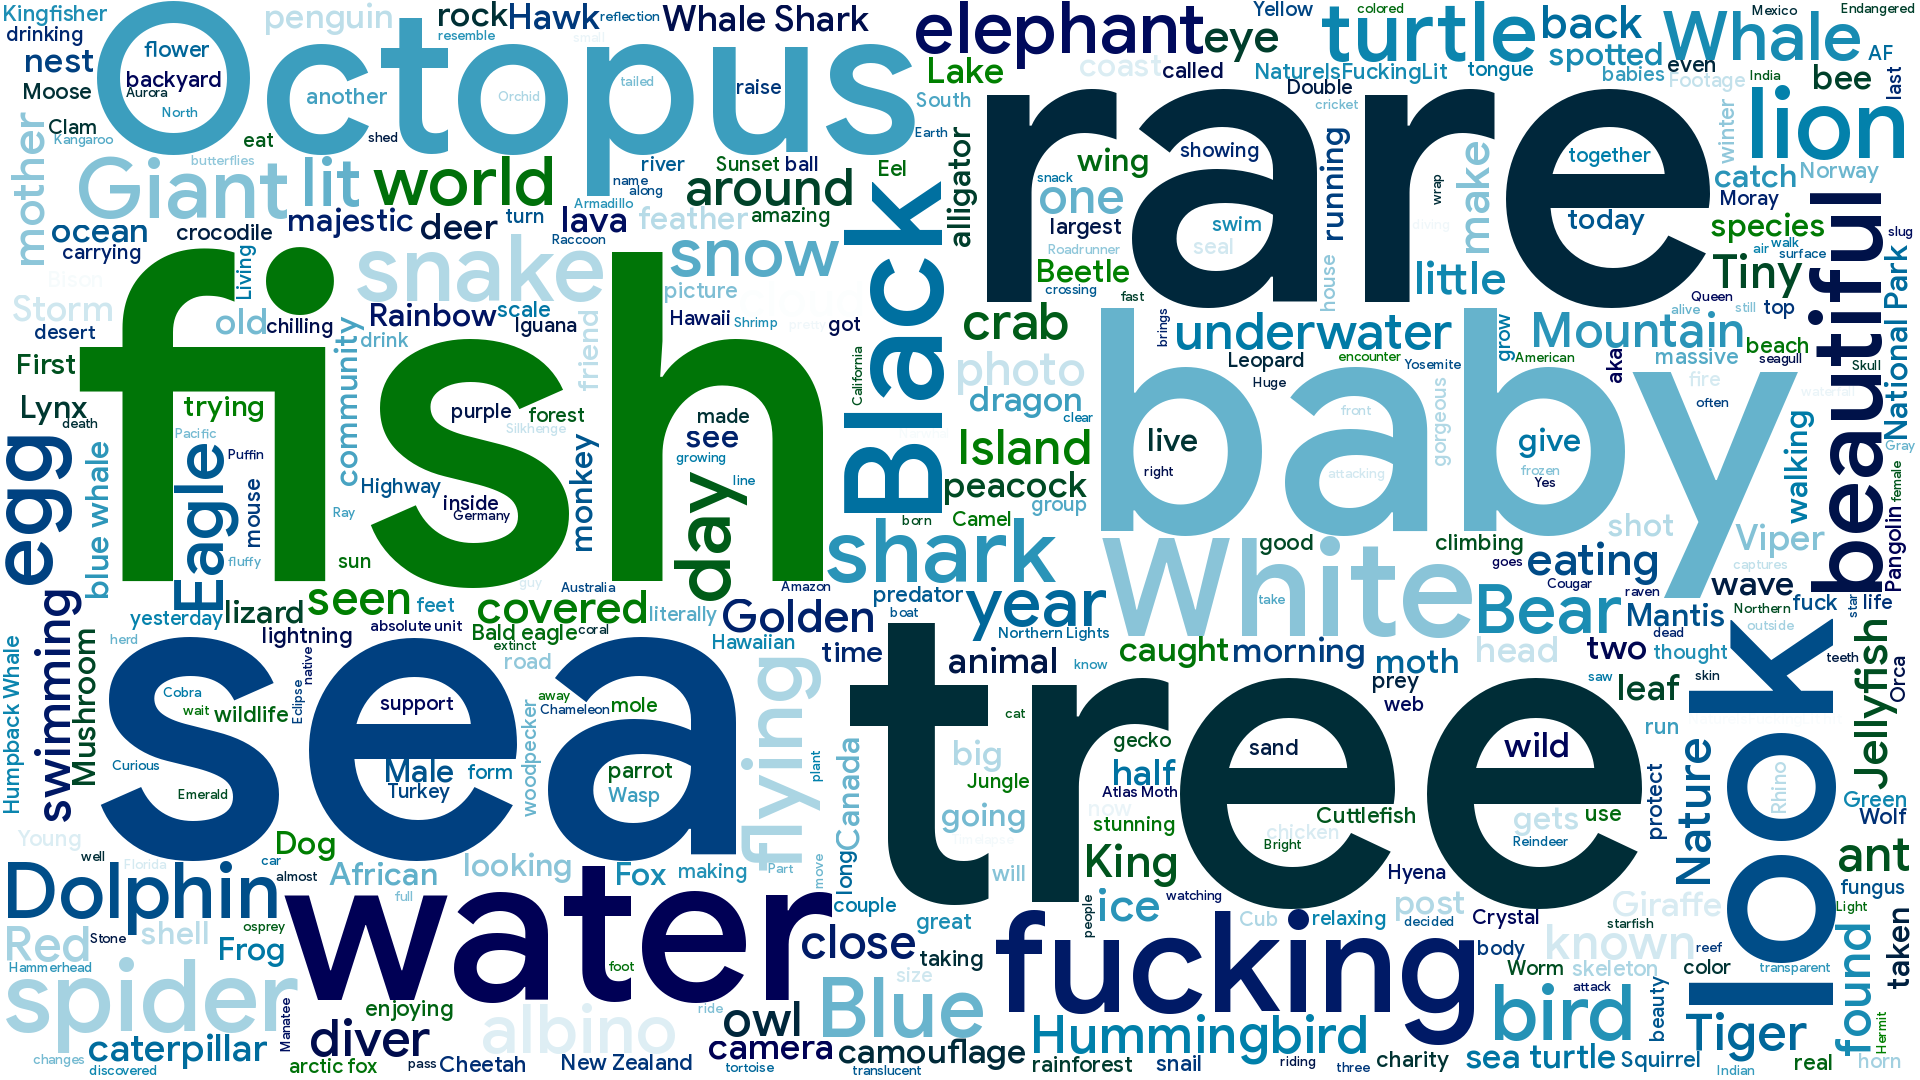 Kingfisher
drinking
nest
Moose
Clam
Kangaroo
mother
Octopus
flower
backyard
Aurora
North
penguin
another
rock
resemble
Hawk
reflection
small
tailed
Orchid
Whale Shark
raise
shed
eat
butterflies
Giant
lit
world
river
name
along
Armadillo
Sunset
ball
around
amazing
feather
lava
turn
deer
majestic
crocodile
ocean
carrying
Raccoon
elephant
eye
Lake
South
Earth
Eel
coast
called
alligator
Yellow
NatureIsFuckingLit
Double
cricket
colored
turtle
tongue
back
spotted
babies
Whale
even
Footage
Mexico
India
Endangered
AF
bee
last
lion
winter
Norway
catch
Moray
species
slug
rare
wing
snack
one
largest
Roadrunner
Beetle
crossing
fast
showing
swim
seal
house
running
diving
wrap
make
little
together
today
Tiny
air
walk
surface
Queen
still
top
alive
beautiful
National Park
Skull
Bison
Storm
desert
Living
old
chilling
snake
Rainbow
scale
Iguana
drink
friend
community
snow
picture
Hawaii
Shrimp
pretty
got
California
Black
crab
photo
dragon
clear
underwater
brings
Leopard
Huge
encounter
Yosemite
grow
American
Mountain
massive
aka
beach
seagull
fire
often
waterfall
First
Lynx
death
egg
blue whale
fish
trying
Pacific
Eagle
Puffin
mouse
fluffy
purple
Silkhenge
forest
Highway
inside
Germany
Ray
sun
monkey
made
see
growing
line
day
Island
peacock
group
Camel
born
baby
live
right
front
attacking
gorgeous
give
frozen
Yes
walking
Gray
female
Pangolin
shot
Viper
captures
shark
predator
boat
year
Northern Lights
know
White
good
take
climbing
goes
eating
Cougar
raven
Bear
Mantis
dead
wave
Northern
outside
fuck
star
life
teeth
swimming
Mushroom
Humpback Whale
yesterday
herd
lizard
lightning
seen
feet
absolute unit
guy
Australia
covered
Bald eagle
extinct
coral
literally
Amazon
Golden
Hawaiian
time
animal
caught
morning
moth
prey
web
head
two
thought
saw
skin
leaf
run
look
Jellyfish
Orca
sea
Cobra
wait
wildlife
Eclipse
native
Curious
Emerald
support
Male
Turkey
form
road
away
Chameleon
woodpecker
mole
parrot
Wasp
flying
plant
Canada
tree
cat
big
Jungle
going
now
gecko
half
Atlas Moth
stunning
sand
chicken
Bright
Cuttlefish
wild
gets
Reindeer
use
protect
Nature
Rhino
Green
Wolf
Young
well
Florida
Dog
car
almost
African
full
looking
Fox
making
Part
move
long
will
King
watching
Hyena
ant
fungus
Light
Dolphin
Red
Stone
Hammerhead
shell
osprey
Frog
water
foot
couple
close
great
taking
size
people
ice
Cub
relaxing
decided
post
Crystal
body
Giraffe
starfish
known
color
reef
transparent
found
taken
spider
changes
caterpillar
discovered
Manatee
enjoying
diver
arctic fox
pass
Cheetah
albino
New Zealand
ride
owl
camera
tortoise
Blue
camouflage
translucent
fucking
Hummingbird
rainforest
snail
riding
three
charity
Worm
attack
skeleton
bird
sea turtle
beauty
Squirrel
Tiger
Indian
real
Hermit
horn